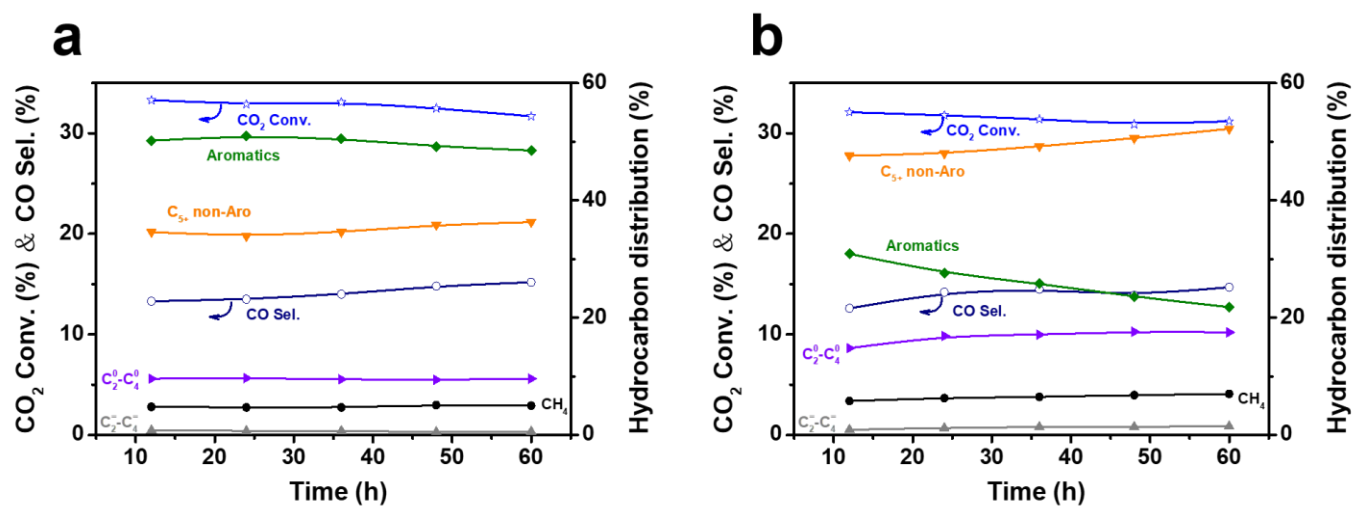 a
CO₂ Conv. (%) & CO Sel. (%)
0
10
20
30
0
20
40
60
Hydrocarbon distribution (%)
10 20 30 40 50 60
Time (h)
CO₂ Conv.
Aromatics
C₅₊ non-Aro
CO Sel.
C₂⁰-C₄⁰
CH₄
C₂⁼-C₄⁼
b
CO₂ Conv. (%) & CO Sel. (%)
0
10
20
30
0
20
40
60
Hydrocarbon distribution (%)
10 20 30 40 50 60
Time (h)
CO₂ Conv.
C₅₊ non-Aro
Aromatics
CO Sel.
C₂⁰-C₄⁰
CH₄
C₂⁼-C₄⁼